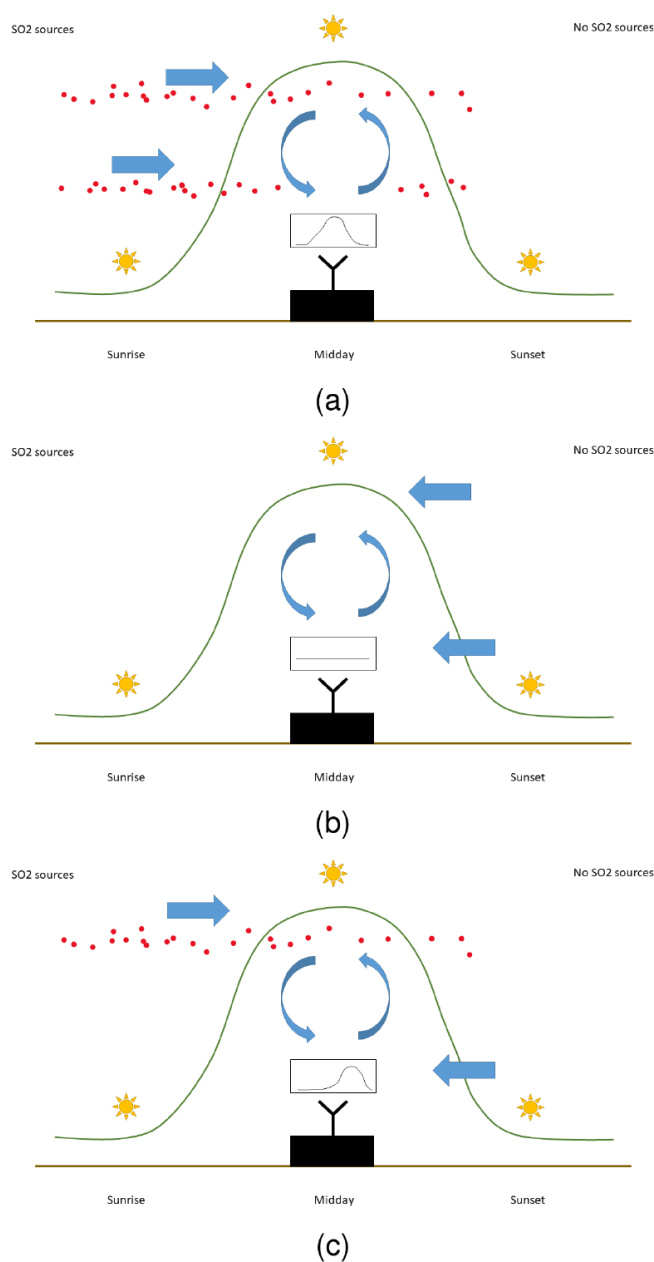 SO2 sources
No SO2 sources
Sunrise
Midday
Sunset
(a)
SO2 sources
No SO2 sources
Sunrise
Midday
Sunset
(b)
SO2 sources
No SO2 sources
Sunrise
Midday
Sunset
(c)